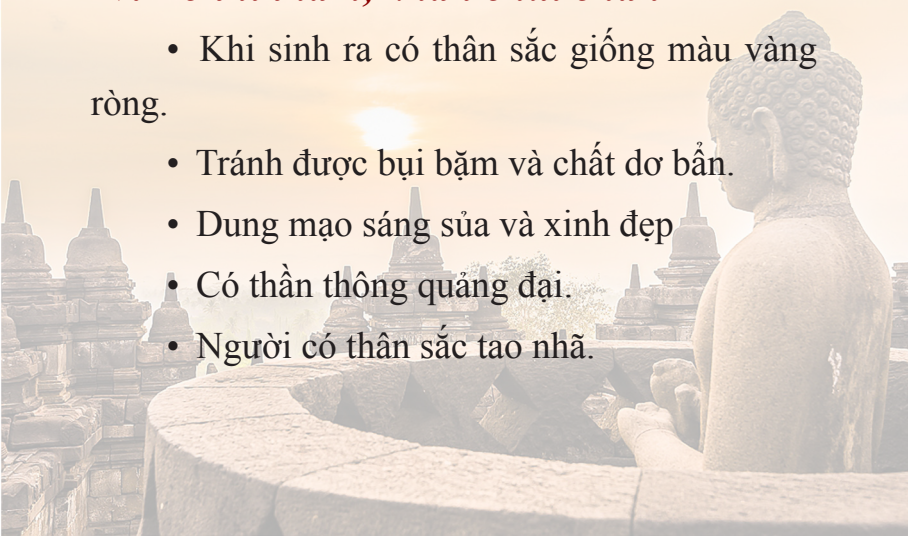 • Khi sinh ra có thân sắc giống màu vàng
ròng.
• Tránh được bụi bặm và chất dơ bẩn.
• Dung mạo sáng sủa và xinh đẹp
• Có thần thông quảng đại.
• Người có thân sắc tao nhã.